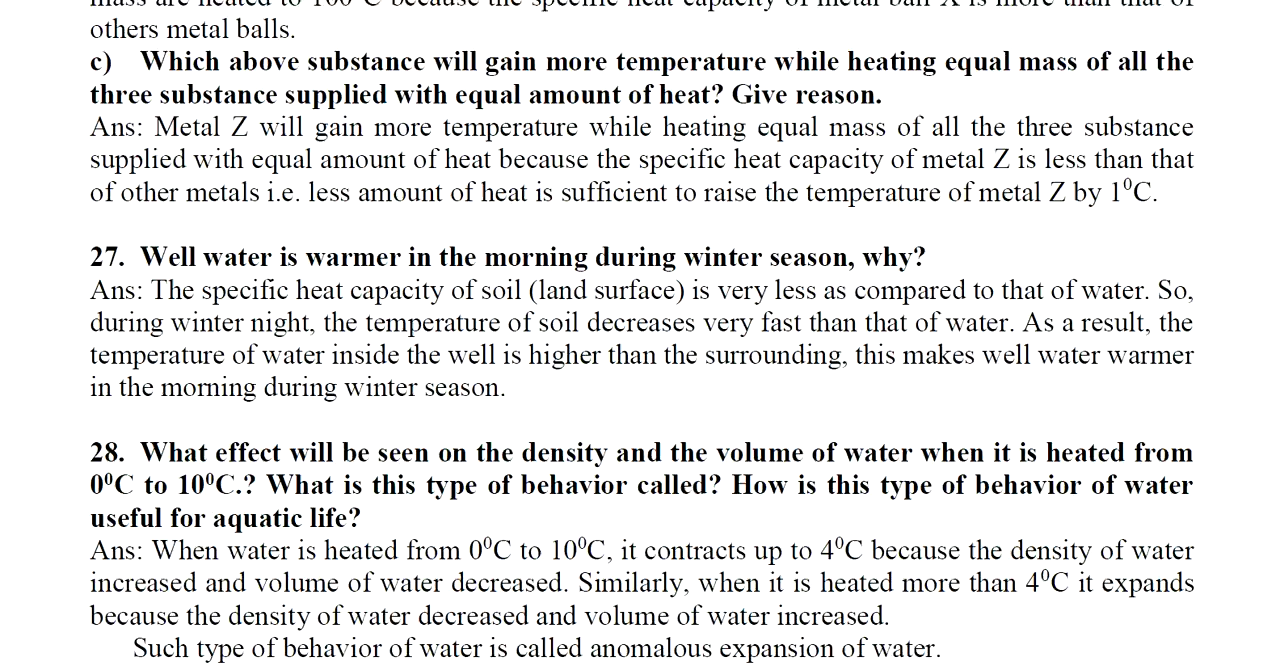 others metal balls.
c) Which above substance will gain more temperature while heating equal mass of all the
three substance supplied with equal amount of heat? Give reason.
Ans: Metal Z will gain more temperature while heating equal mass of all the three substance
supplied with equal amount of heat because the specific heat capacity of metal Z is less than that
of other metals i.e. less amount of heat is sufficient to raise the temperature of metal Z by 1⁰C.
27. Well water is warmer in the morning during winter season, why?
Ans: The specific heat capacity of soil (land surface) is very less as compared to that of water. So,
during winter night, the temperature of soil decreases very fast than that of water. As a result, the
temperature of water inside the well is higher than the surrounding, this makes well water warmer
in the morning during winter season.
28. What effect will be seen on the density and the volume of water when it is heated from
0⁰C to 10⁰C.? What is this type of behavior called? How is this type of behavior of water
useful for aquatic life?
Ans: When water is heated from 0⁰C to 10⁰C, it contracts up to 4⁰C because the density of water
increased and volume of water decreased. Similarly, when it is heated more than 4⁰C it expands
because the density of water decreased and volume of water increased.
Such type of behavior of water is called anomalous expansion of water.